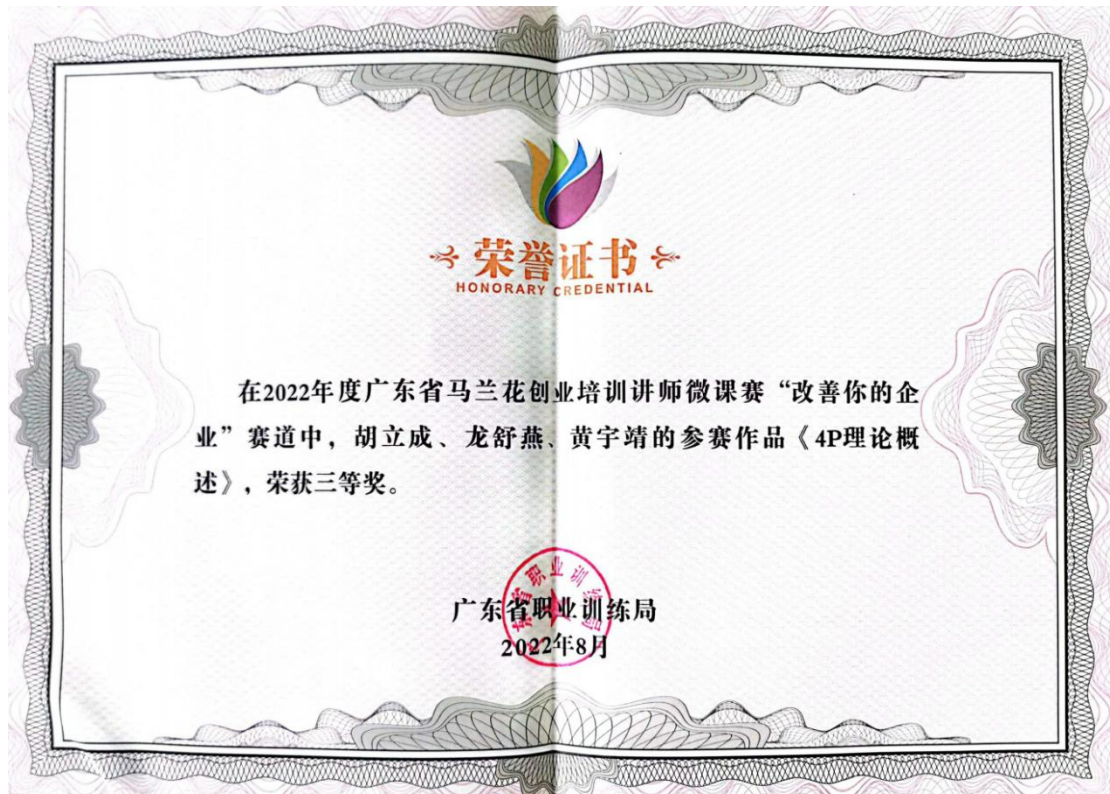 荣誉证书
HONORARY CREDENTIAL
在2022年度广东省马兰花创业培训讲师微课赛“改善你的企
业”赛道中，胡立成、龙舒燕、黄宇靖的参赛作品《4P理论概
述》，荣获三等奖。
广东省职业训练局
2022年8月